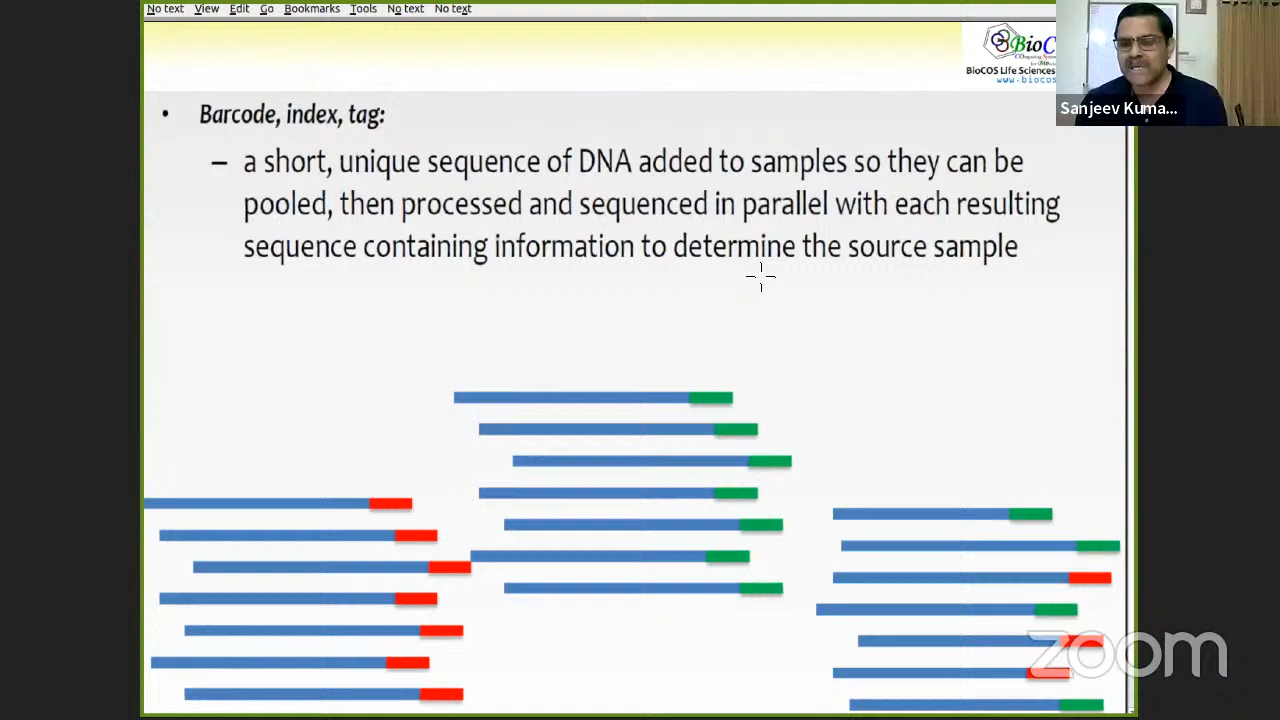 No text View Edit Go Bookmarks Tools No text No text
BioC
BioCOS Life Sciences
www.biocos
Sanjeev Kuma...
• Barcode, index, tag:
– a short, unique sequence of DNA added to samples so they can be
pooled, then processed and sequenced in parallel with each resulting
sequence containing information to determine the source sample
zoom